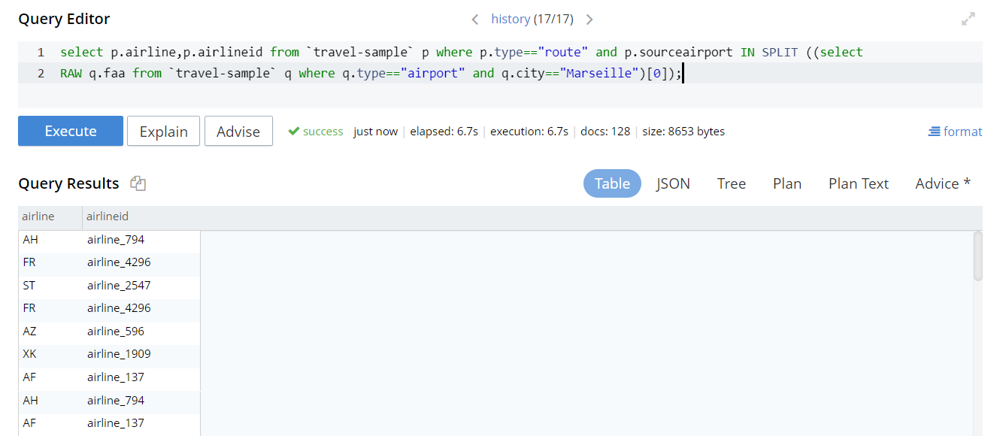 Query Editor
history (17/17)
1 select p.airline,p.airlineid from `travel-sample` p where p.type=="route" and p.sourceairport IN SPLIT ((select
2 RAW q.faa from `travel-sample` q where q.type=="airport" and q.city=="Marseille")[0]);
Execute Explain Advise success just now | elapsed: 6.7s | execution: 6.7s | docs: 128 | size: 8653 bytes format
Query Results Table JSON Tree Plan Plan Text Advice *
airline airlineid
AH airline_794
FR airline_4296
ST airline_2547
FR airline_4296
AZ airline_596
XK airline_1909
AF airline_137
AH airline_794
AF airline_137